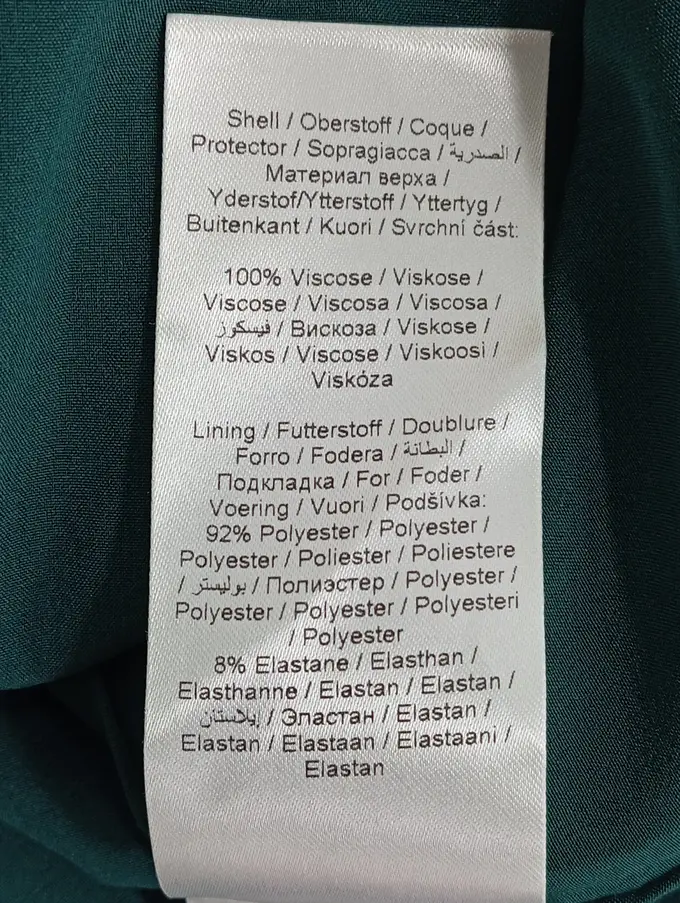 Shell / Oberstoff / Coque /
Protector / Sopragiacca / الصدرية /
Материал верха /
Yderstof/Ytterstoff / Yttertyg /
Buitenkant / Kuori / Svrchní část:
100% Viscose / Viskose /
Viscose / Viscosa / Viscosa /
فيسكوز / Вискоза / Viskose /
Viskos / Viscose / Viskoosi /
Viskóza
Lining / Futterstoff / Doublure /
Forro / Fodera / البطانة /
Подкладка / For / Foder /
Voering / Vuori / Podšívka:
92% Polyester / Polyester /
Polyester / Poliester / Poliestere
/ بوليستر / Полиэстер / Polyester /
Polyester / Polyester / Polyesteri
/ Polyester
8% Elastane / Elasthan /
Elasthanne / Elastan / Elastan /
إيلاستان / Эластан / Elastan /
Elastan / Elastaan / Elastaani /
Elastan